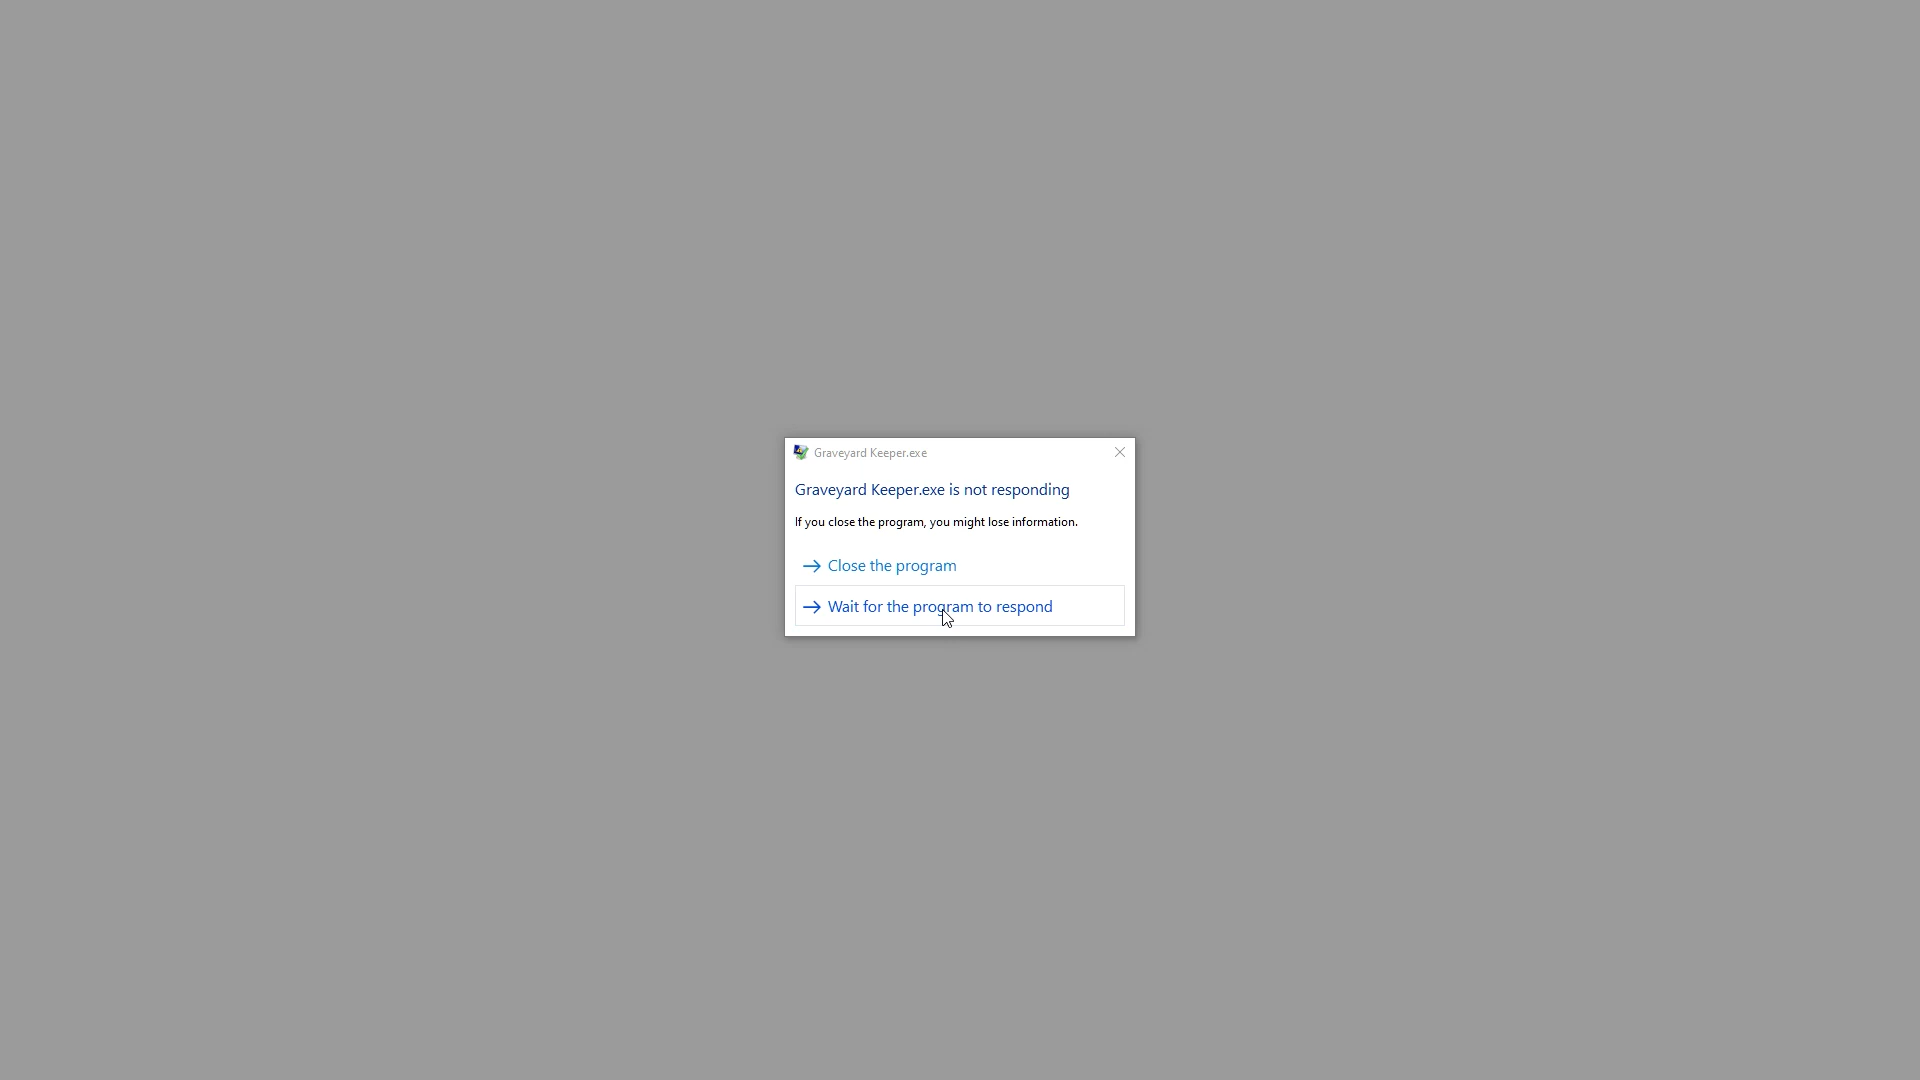 Graveyard Keeper.exe
Graveyard Keeper.exe is not responding
If you close the program, you might lose information.
Close the program
Wait for the program to respond